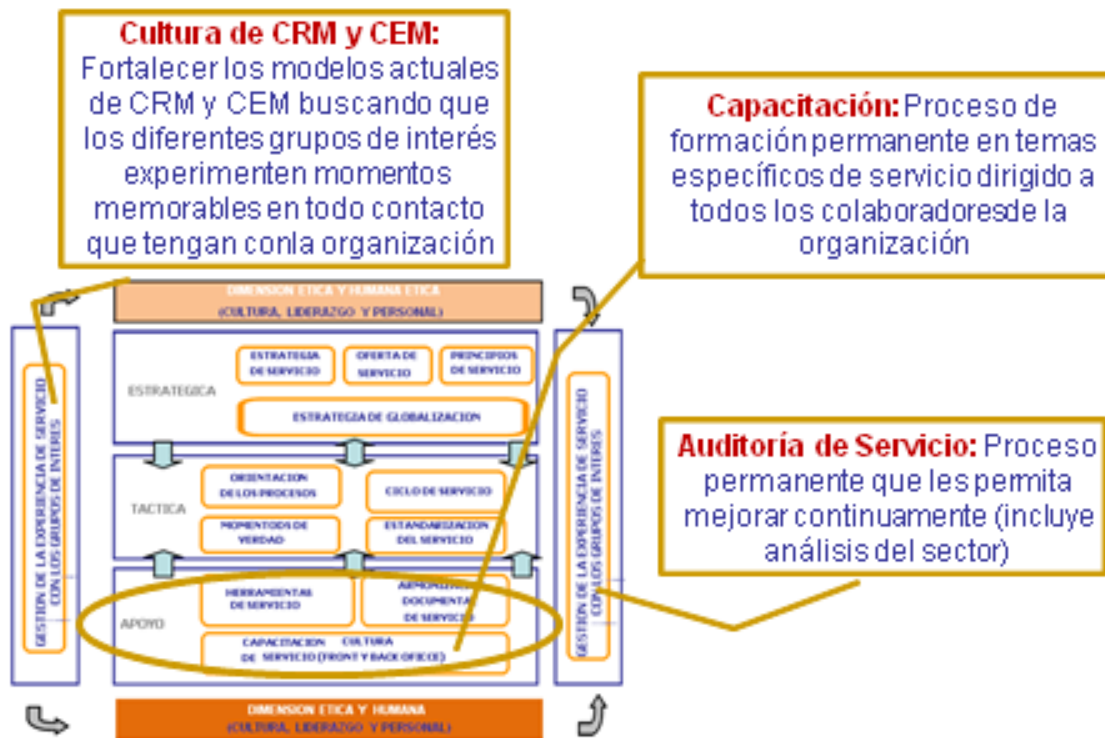 Cultura de CRM y CEM:
Fortalecer los modelos actuales
de CRM y CEM buscando que
los diferentes grupos de interés
experimenten momentos
memorables en todo contacto
que tengan conla organización
Capacitación: Proceso de
formación permanente en temas
específicos de servicio dirigido a
todos los colaboradoresde la
organización
Auditoría de Servicio: Proceso
permanente que les permita
mejorar continuamente (incluye
análisis del sector)
DIMENSION ETICA Y HUMANA ETICA
(CULTURA, LIDERAZGO Y PERSONAL)
GESTION DE LA EXPERIENCIA DE SERVICIO
CON LOS GRUPOS DE INTERES
ESTRATEGICA
ESTRATEGIA
DE SERVICIO
OFERTA DE
SERVICIO
PRINCIPIOS
DE SERVICIO
ESTRATEGIA DE GLOBALIZACION
TACTICA
ORIENTACION
DE LOS PROCESOS
CICLO DE SERVICIO
MOMENTODS DE
VERDAD
ESTANDARIZACION
DEL SERVICIO
APOYO
HERRAMIENTAS
DE SERVICIO
DOCUMENTAL
DE SERVICIO
CAPACITACION CULTURA
DE SERVICIO (FRONT Y BACK OFICCE)
GESTION DE LA EXPERIENCIA DE SERVICIO
CON LOS GRUPOS DE INTERES
DIMENSION ETICA Y HUMANA
(CULTURA, LIDERAZGO Y PERSONAL)